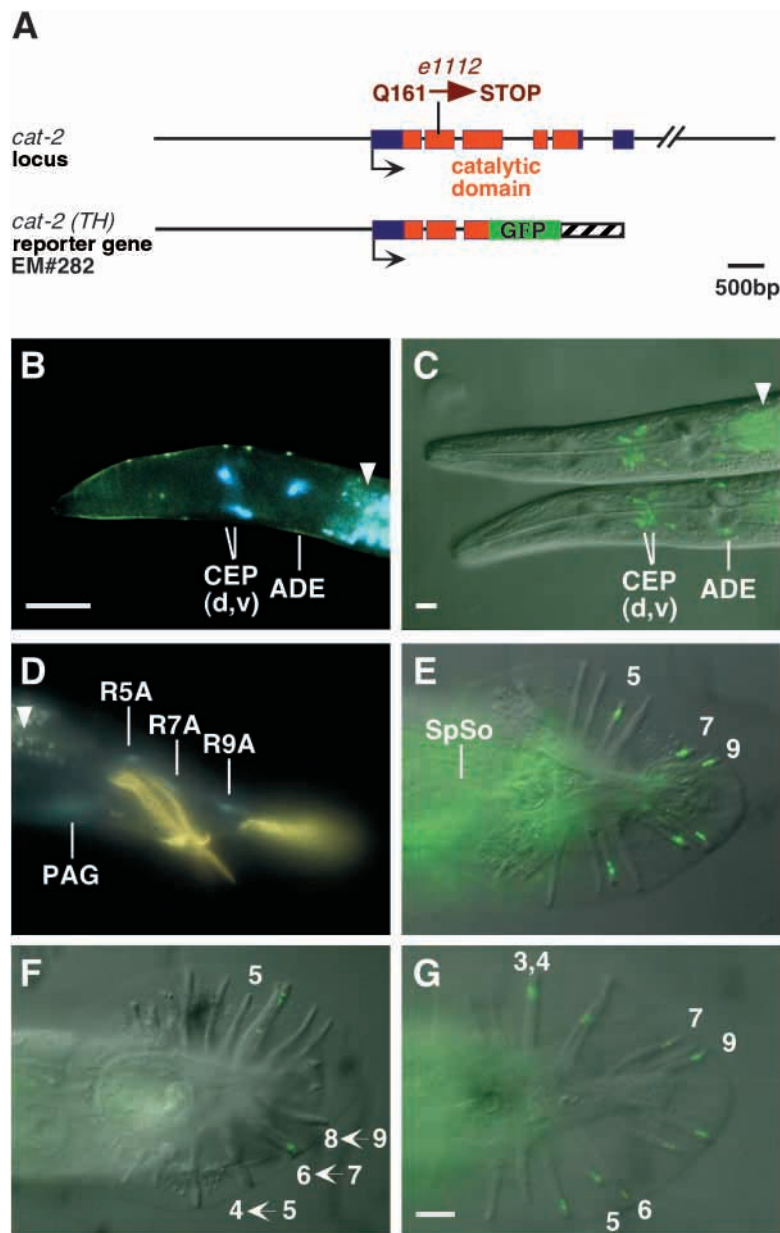 A
e1112
Q161 STOP
cat-2
locus
catalytic
domain
cat-2 (TH)
reporter gene
EM#282
GFP
500bp
B
CEP
(d,v)
ADE
C
CEP
(d,v)
ADE
D
R5A
R7A
R9A
PAG
E
5
7
9
SpSo
F
5
8 9
6 7
4 5
G
3,4
7
9
6
5